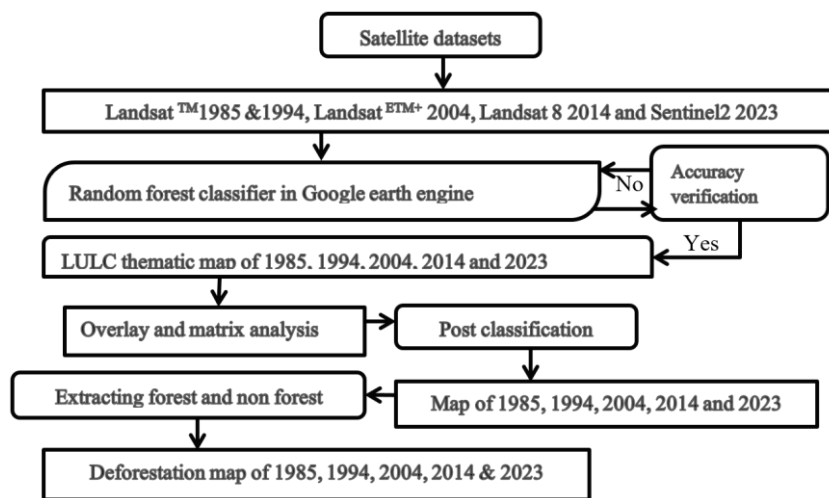 Satellite datasets
Landsat TM1985 &1994, Landsat ETM+ 2004, Landsat 8 2014 and Sentinel2 2023
Random forest classifier in Google earth engine
No
Accuracy
verification
Yes
LULC thematic map of 1985, 1994, 2004, 2014 and 2023
Overlay and matrix analysis
Post classification
Extracting forest and non forest
Map of 1985, 1994, 2004, 2014 and 2023
Deforestation map of 1985, 1994, 2004, 2014 & 2023